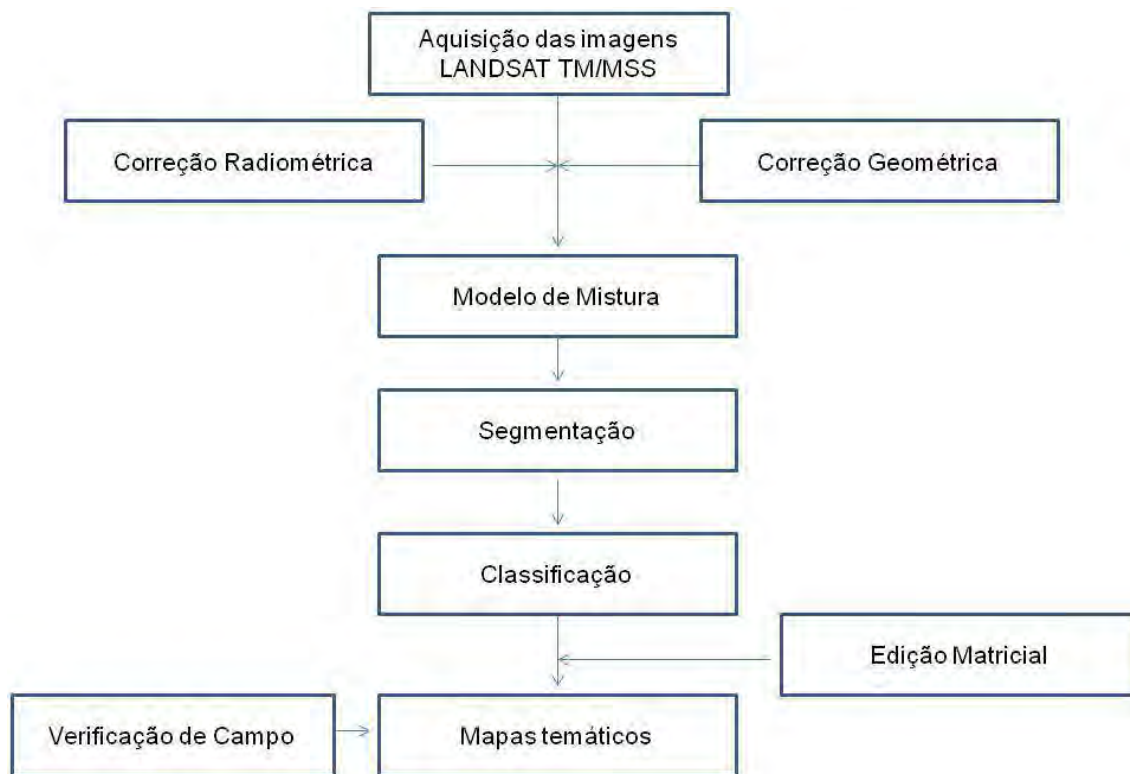 Aquisição das imagens
LANDSAT TM/MSS
Correção Radiométrica
Correção Geométrica
Modelo de Mistura
Segmentação
Classificação
Edição Matricial
Verificação de Campo
Mapas temáticos